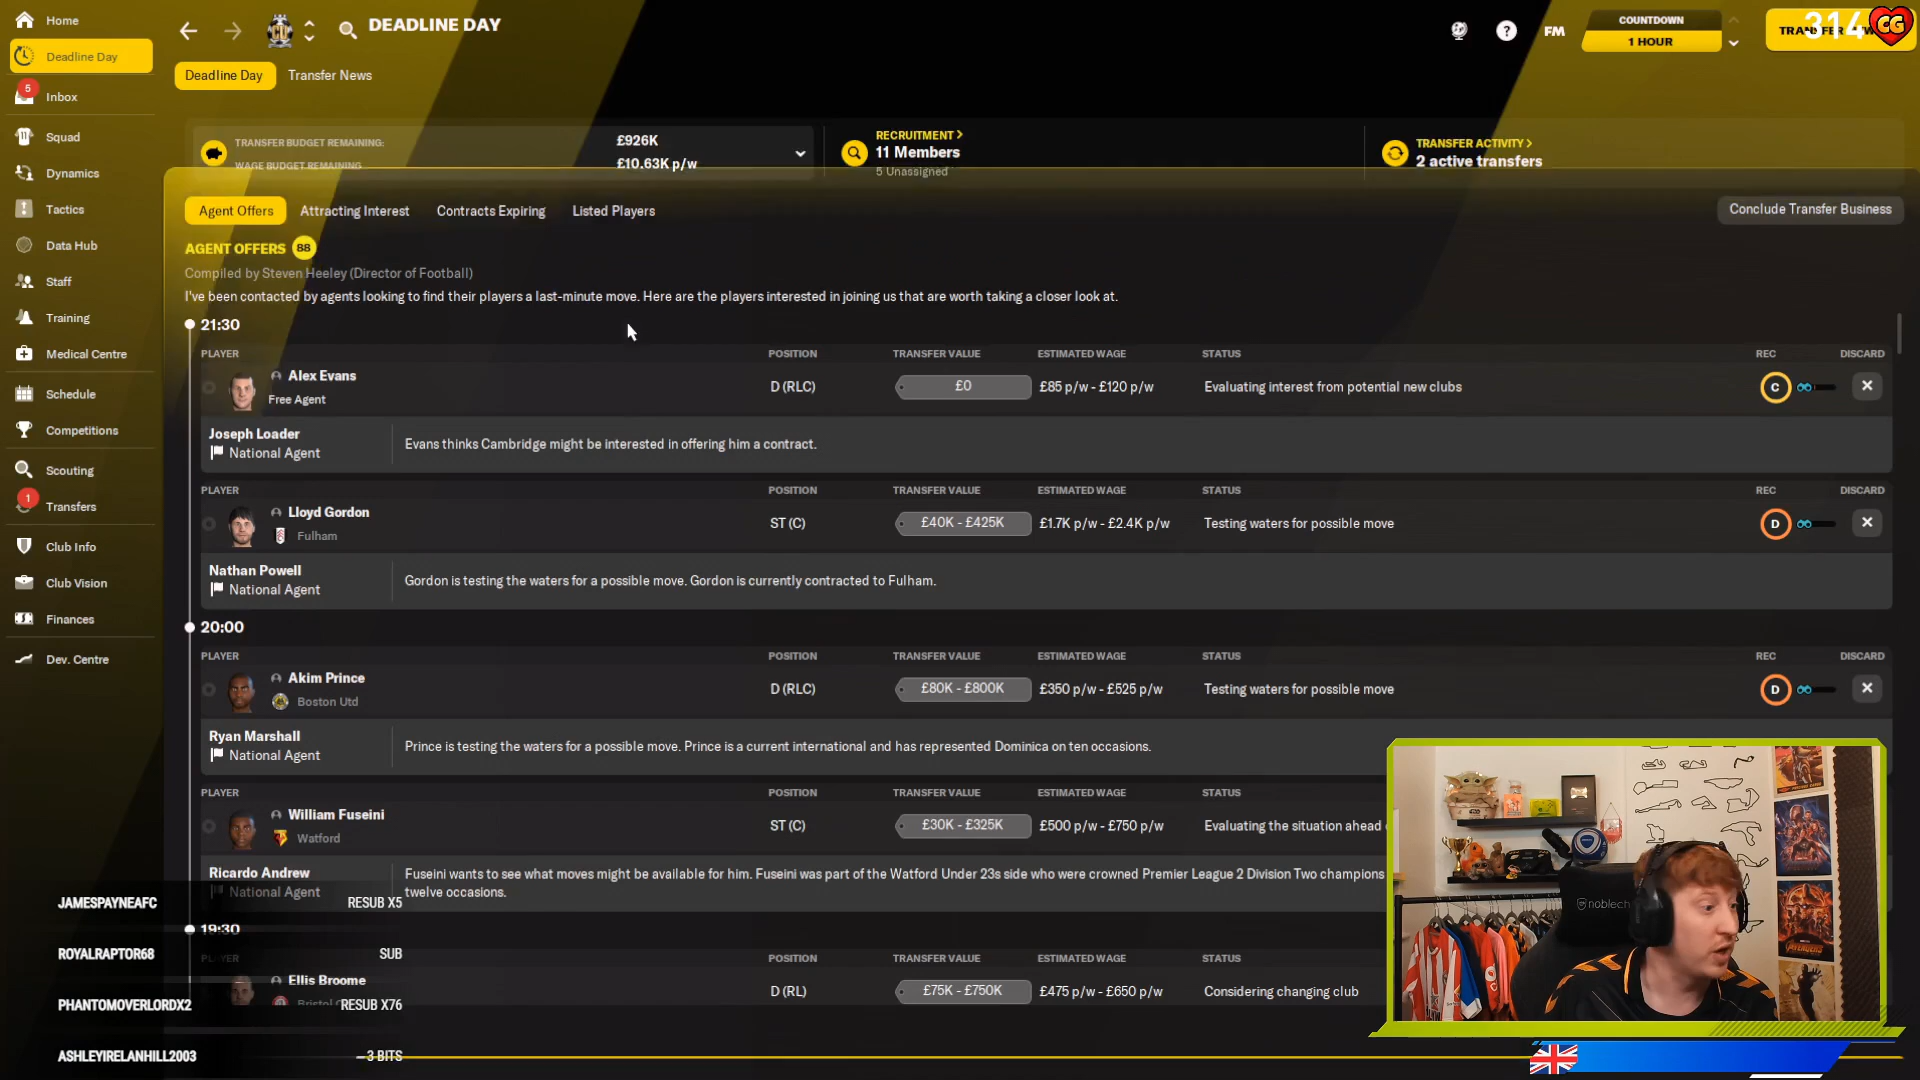 Home
DEADLINE DAY
COUNTDOWN
1 HOUR
314
CG
FM
Deadline Day
Deadline Day
Transfer News
5
Inbox
Squad
Dynamics
Tactics
Data Hub
Staff
Training
Medical Centre
Schedule
Competitions
Scouting
1
Transfers
Club Info
Club Vision
Finances
Dev. Centre
TRANSFER BUDGET REMAINING:
£926K
WAGE BUDGET REMAINING
£10.63K p/w
RECRUITMENT >
11 Members
5 Unassigned
TRANSFER ACTIVITY >
2 active transfers
Agent Offers
Attracting Interest
Contracts Expiring
Listed Players
Conclude Transfer Business
AGENT OFFERS 88
Compiled by Steven Heeley (Director of Football)
I've been contacted by agents looking to find their players a last-minute move. Here are the players interested in joining us that are worth taking a closer look at.
21:30
PLAYER POSITION TRANSFER VALUE ESTIMATED WAGE STATUS REC DISCARD
Alex Evans
Free Agent
D (RLC) £0 £85 p/w - £120 p/w Evaluating interest from potential new clubs C
Joseph Loader
National Agent
Evans thinks Cambridge might be interested in offering him a contract.
PLAYER POSITION TRANSFER VALUE ESTIMATED WAGE STATUS REC DISCARD
Lloyd Gordon
Fulham
ST (C) £40K - £425K £1.7K p/w - £2.4K p/w Testing waters for possible move D
Nathan Powell
National Agent
Gordon is testing the waters for a possible move. Gordon is currently contracted to Fulham.
20:00
PLAYER POSITION TRANSFER VALUE ESTIMATED WAGE STATUS REC DISCARD
Akim Prince
Boston Utd
D (RLC) £80K - £800K £350 p/w - £525 p/w Testing waters for possible move D
Ryan Marshall
National Agent
Prince is testing the waters for a possible move. Prince is a current international and has represented Dominica on ten occasions.
PLAYER POSITION TRANSFER VALUE ESTIMATED WAGE STATUS
William Fuseini
Watford
ST (C) £30K - £325K £500 p/w - £750 p/w Evaluating the situation ahead
Ricardo Andrew
National Agent
Fuseini wants to see what moves might be available for him. Fuseini was part of the Watford Under 23s side who were crowned Premier League 2 Division Two champions
twelve occasions.
19:30
PLAYER POSITION TRANSFER VALUE ESTIMATED WAGE STATUS
Ellis Broome
D (RL) £75K - £750K £475 p/w - £650 p/w Considering changing club
JAMESPAYNEAFC RESUB X5
ROYALRAPTOR68 SUB
PHANTOMOVERLORDX2 RESUB X76
ASHLEYIRELANHILL2003 3 BITS
noblech
AVENGERS